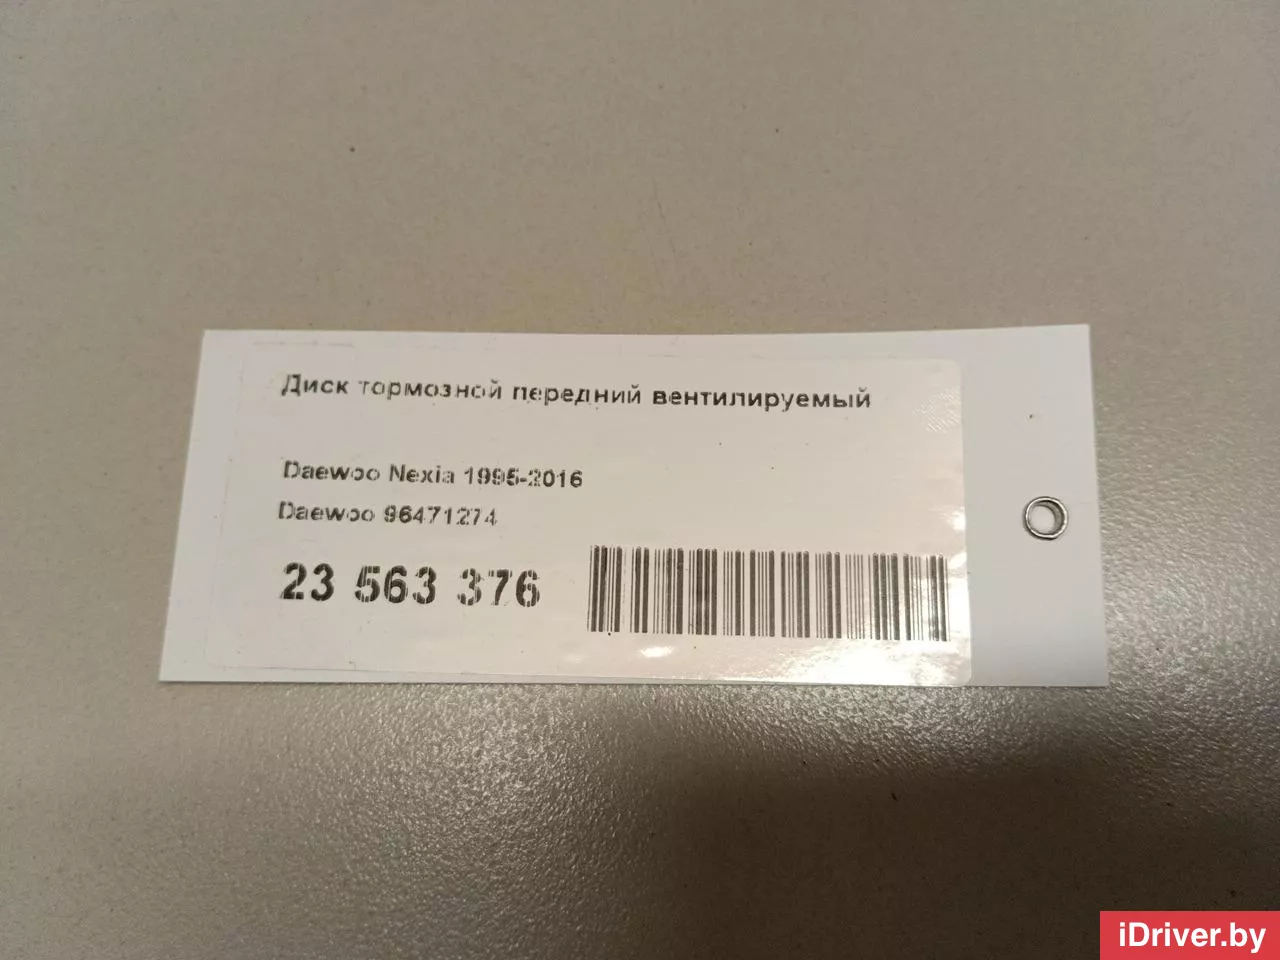 Диск тормозной передний вентилируемый
Daewoo Nexia 1995-2016
Daewoo 96471274
23 563 376
iDriver.by